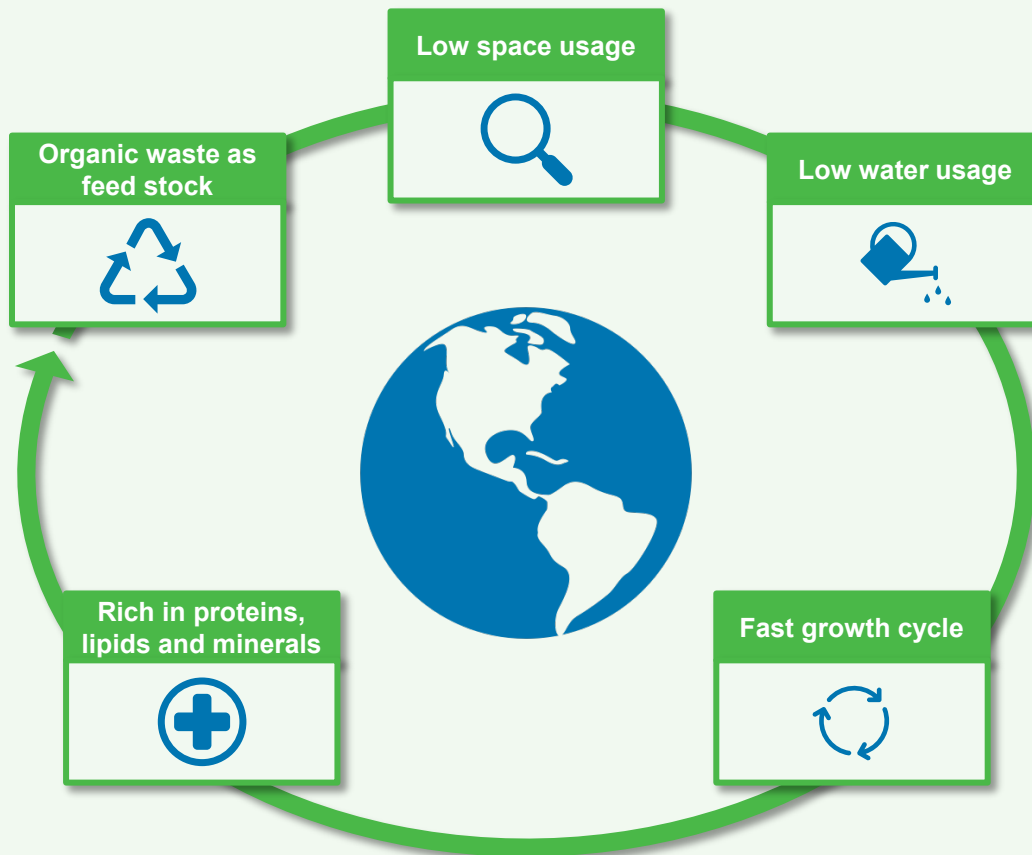 Low space usage
Organic waste as
feed stock
Low water usage
Rich in proteins,
lipids and minerals
Fast growth cycle